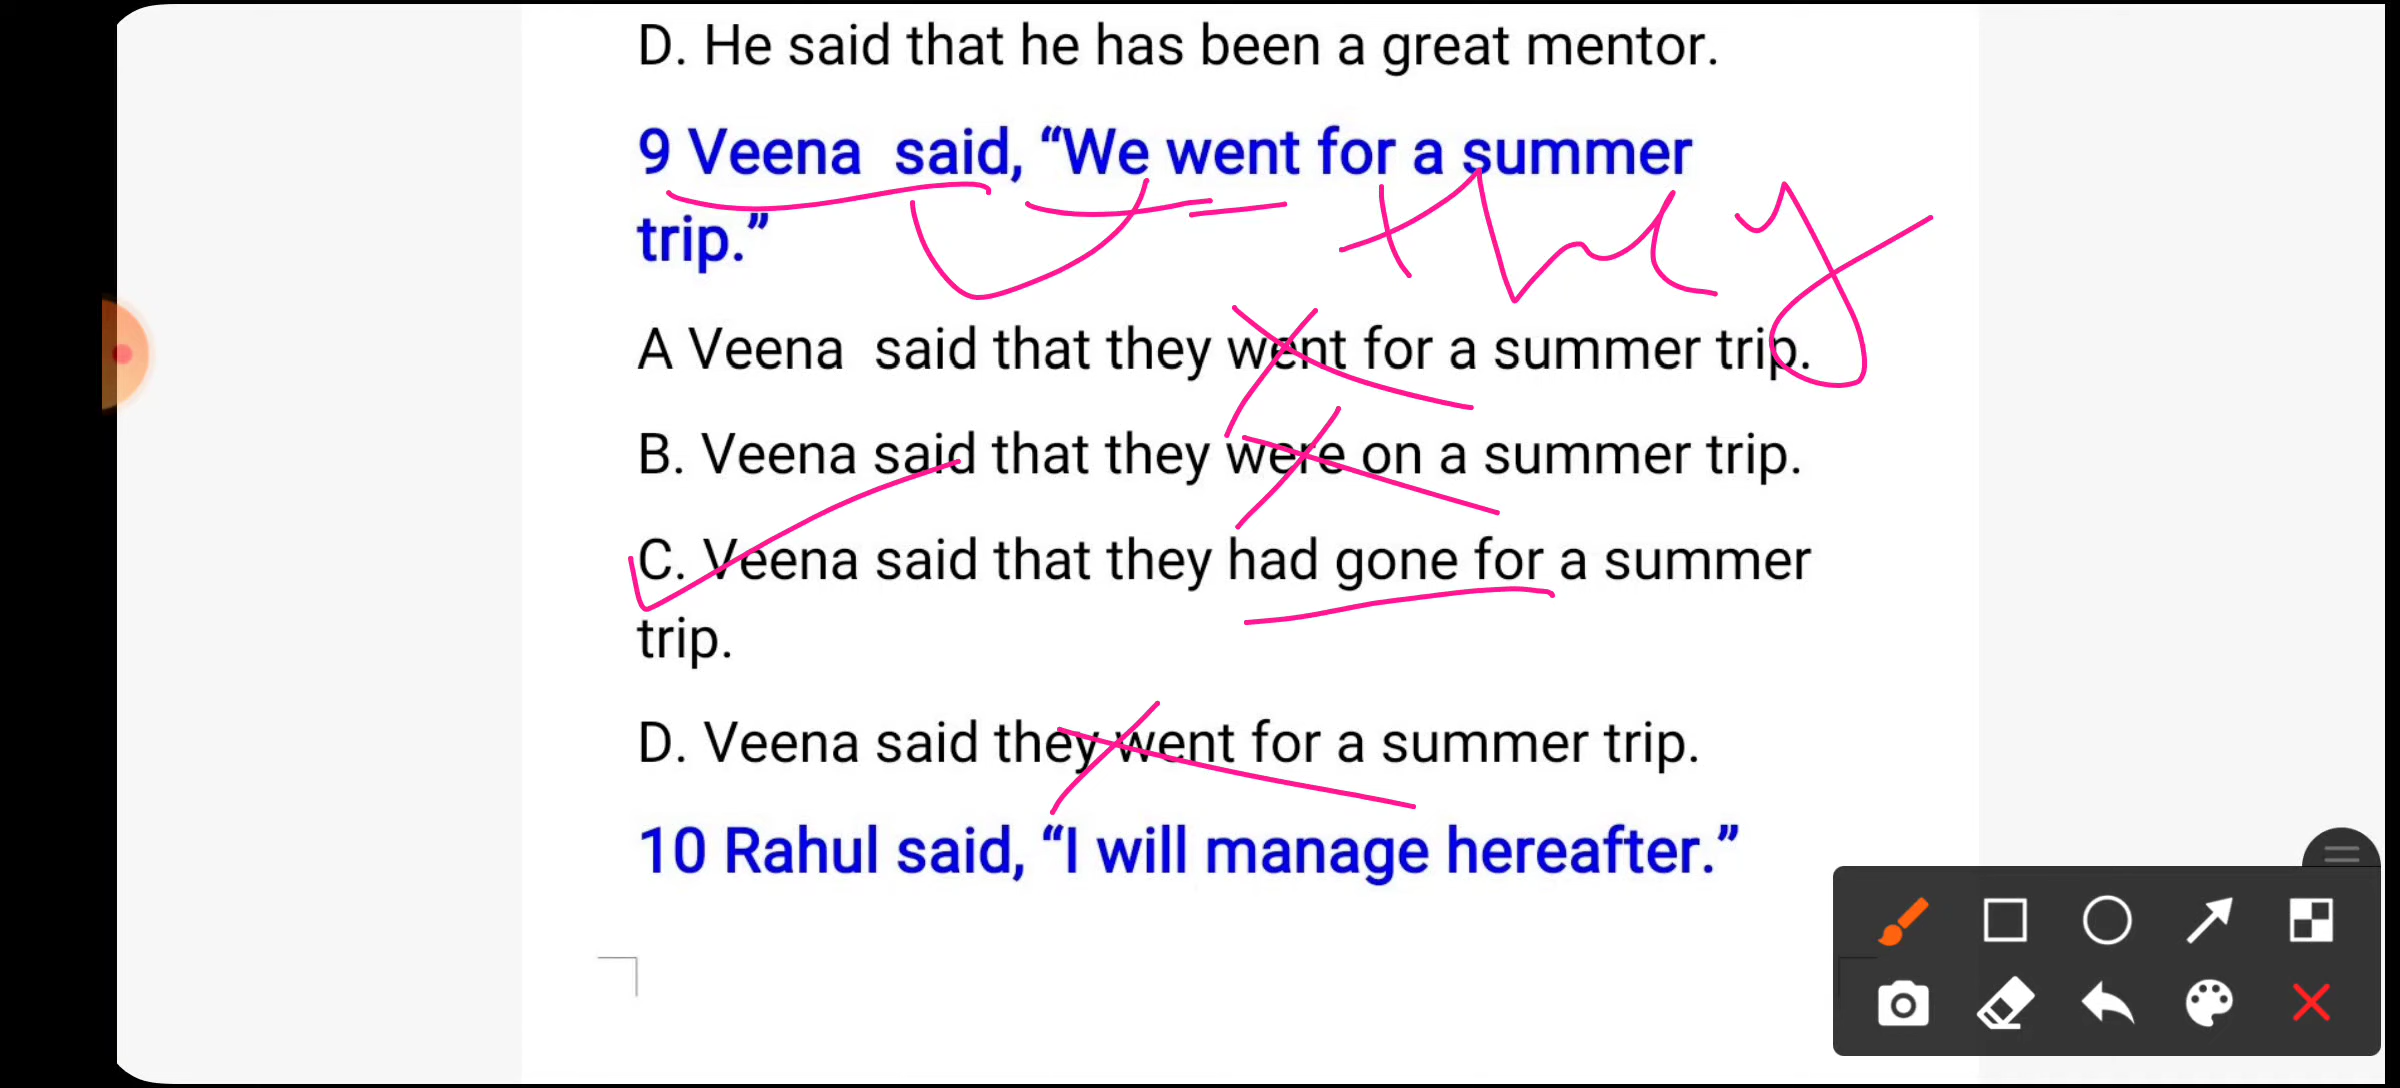 D. He said that he has been a great mentor.
9 Veena said, “We went for a summer
trip.”
they
A Veena said that they went for a summer trip.
B. Veena said that they were on a summer trip.
C. Veena said that they had gone for a summer
trip.
D. Veena said they went for a summer trip.
10 Rahul said, “I will manage hereafter.”